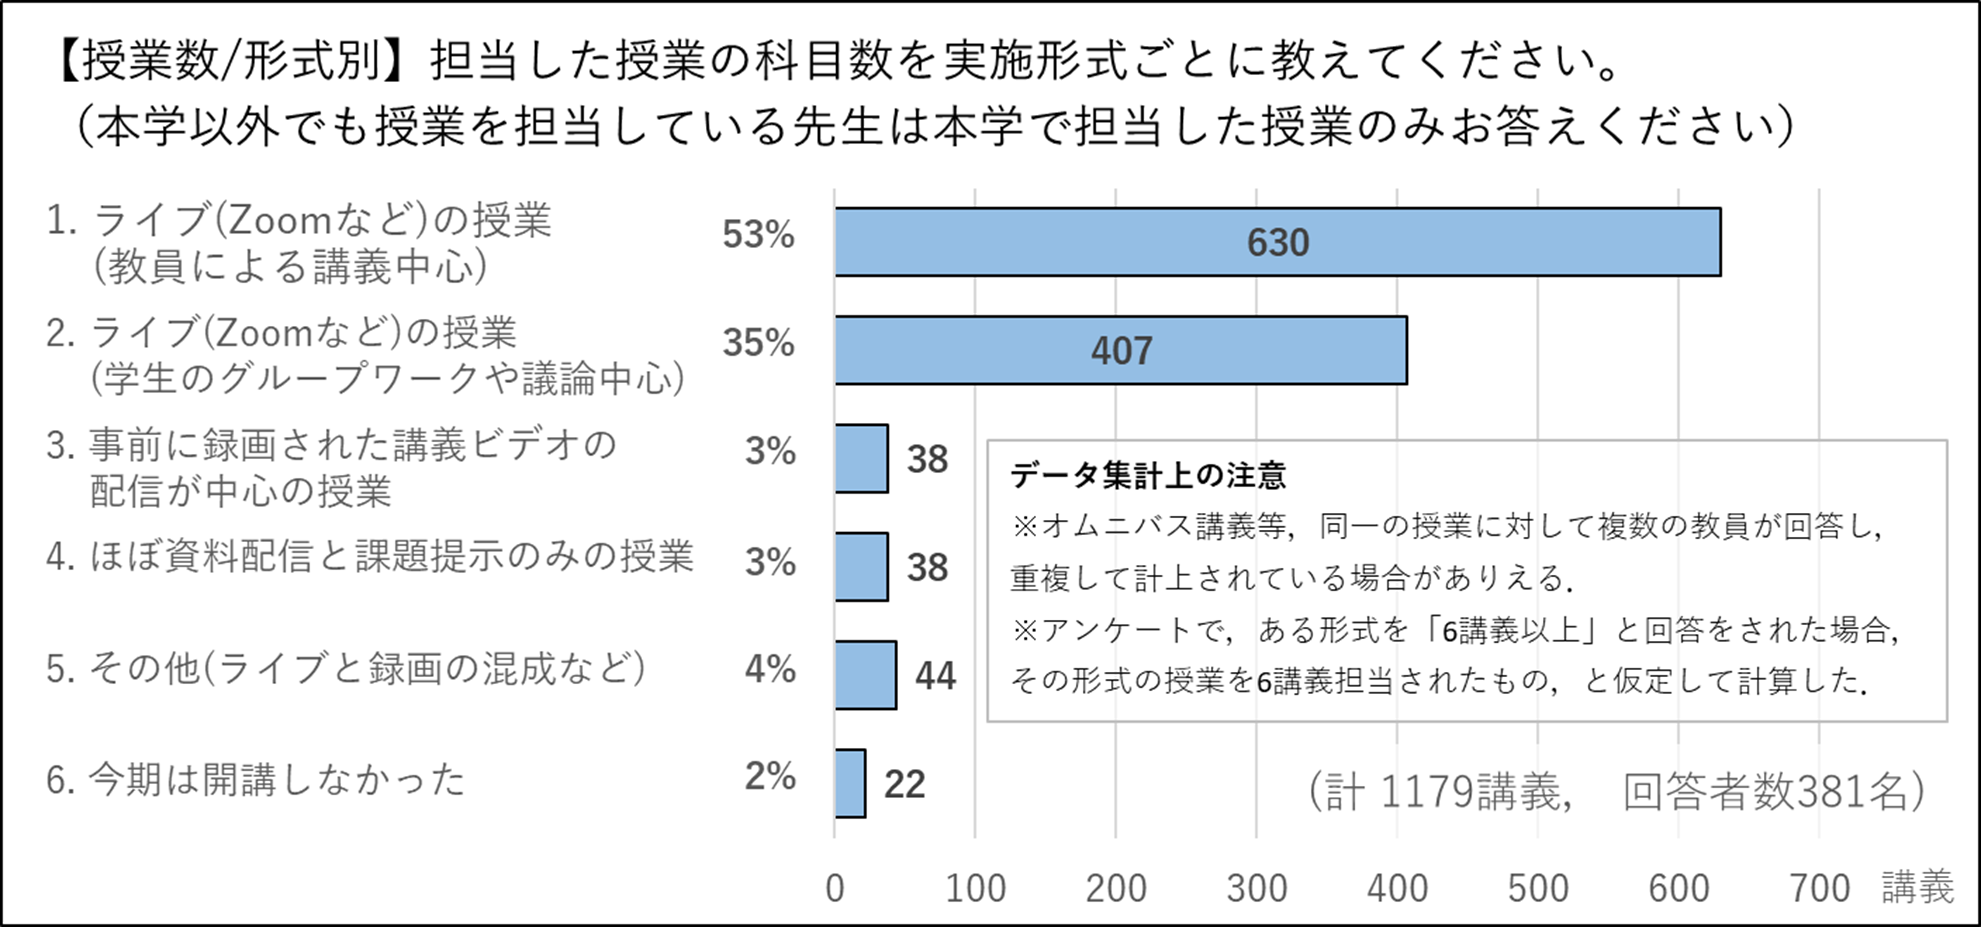 【授業数/形式別】担当した授業の科目数を実施形式ごとに教えてください。
（本学以外でも授業を担当している先生は本学で担当した授業のみお答えください）
1. ライブ(Zoomなど)の授業
(教員による講義中心)
53%
630
2. ライブ(Zoomなど)の授業
(学生のグループワークや議論中心)
35%
407
3. 事前に録画された講義ビデオの
配信が中心の授業
3%
38
4. ほぼ資料配信と課題提示のみの授業
3%
38
5. その他(ライブと録画の混成など)
4%
44
6. 今期は開講しなかった
2%
22
データ集計上の注意
※オムニバス講義等，同一の授業に対して複数の教員が回答し，
重複して計上されている場合がありえる．
※アンケートで，ある形式を「6講義以上」と回答をされた場合，
その形式の授業を6講義担当されたもの，と仮定して計算した．
(計 1179講義， 回答者数381名)
0 100 200 300 400 500 600 700 講義